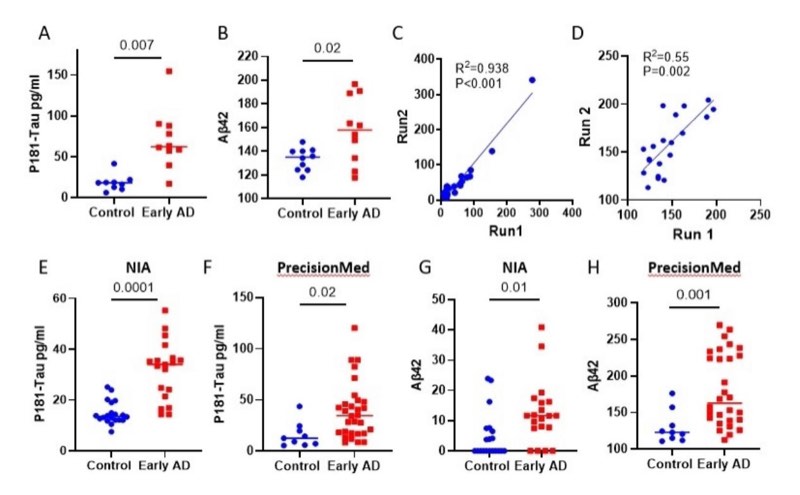 A
0.007
P181-Tau pg/ml
150
100
50
0
Control Early AD
B
0.02
Aβ42
220
200
180
160
140
120
100
Control Early AD
C
R²=0.938
P<0.001
Run2
400
300
200
100
0
0 100 200 300 400
Run1
D
R²=0.55
P=0.002
Run 2
250
200
150
100
100 150 200 250
Run 1
E
NIA
0.0001
P181-Tau pg/ml
60
40
20
0
Control Early AD
F
PrecisionMed
0.02
P181-Tau pg/ml
150
100
50
0
Control Early AD
G
NIA
0.01
Aβ42
50
40
30
20
10
0
Control Early AD
H
PrecisionMed
0.001
Aβ42
300
250
200
150
100
Control Early AD